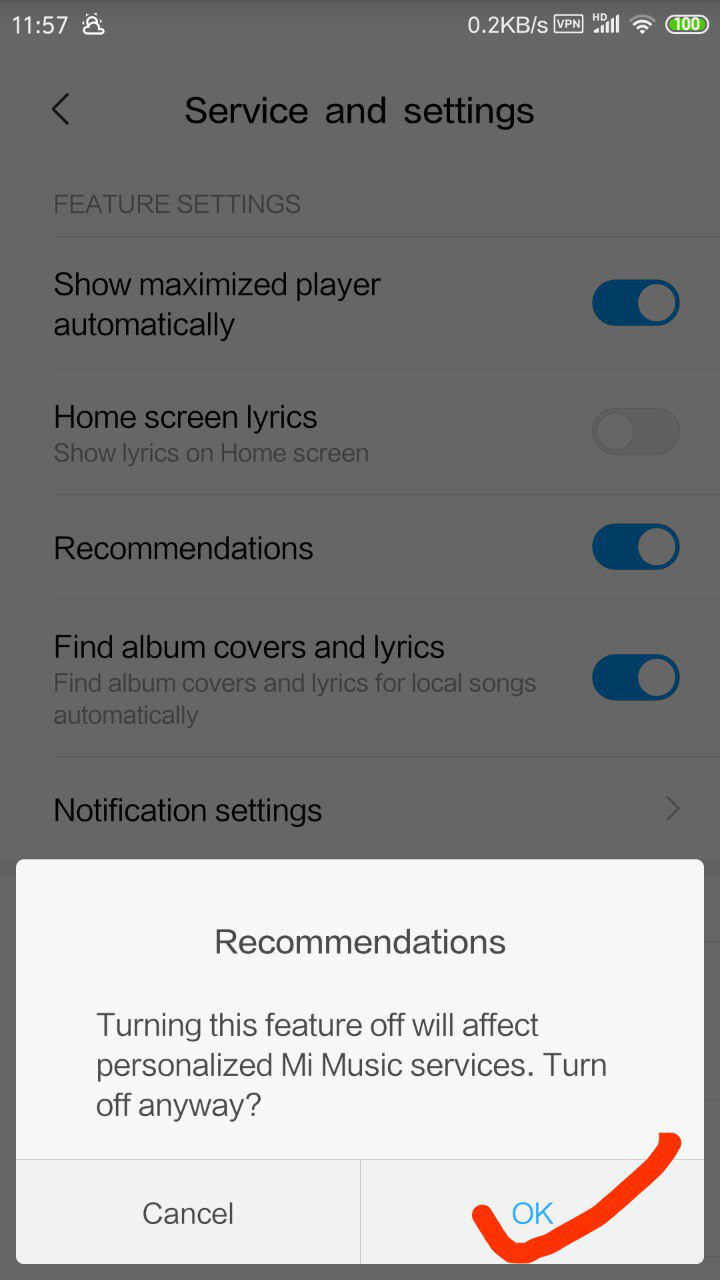 11:57 0.2KB/s VPN HD 100
Service and settings
FEATURE SETTINGS
Show maximized player
automatically
Home screen lyrics
Show lyrics on Home screen
Recommendations
Find album covers and lyrics
Find album covers and lyrics for local songs
automatically
Notification settings
Recommendations
Turning this feature off will affect
personalized Mi Music services. Turn
off anyway?
Cancel OK